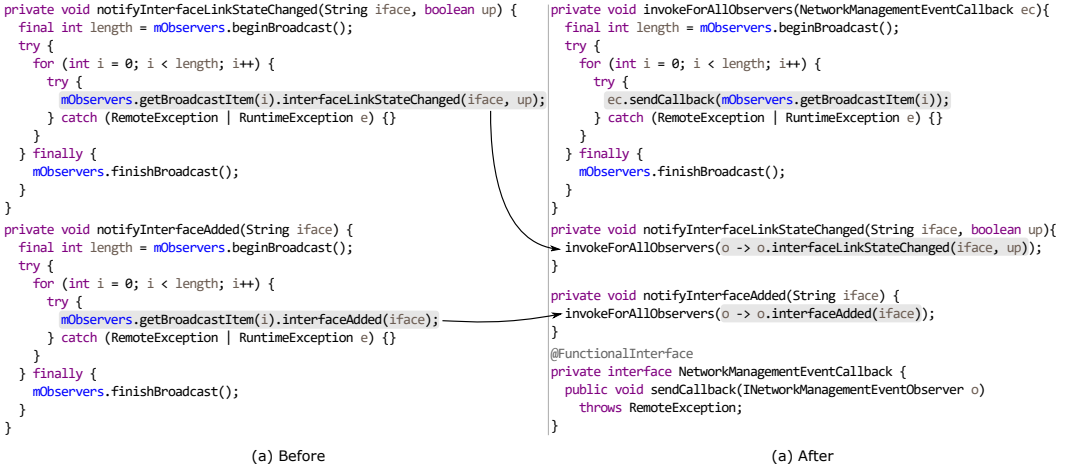 private void notifyInterfaceLinkStateChanged(String iface, boolean up) {
  final int length = mObservers.beginBroadcast();
  try {
    for (int i = 0; i < length; i++) {
      try {
        mObservers.getBroadcastItem(i).interfaceLinkStateChanged(iface, up);
      } catch (RemoteException | RuntimeException e) {}
    }
  } finally {
    mObservers.finishBroadcast();
  }
}
private void notifyInterfaceAdded(String iface) {
  final int length = mObservers.beginBroadcast();
  try {
    for (int i = 0; i < length; i++) {
      try {
        mObservers.getBroadcastItem(i).interfaceAdded(iface);
      } catch (RemoteException | RuntimeException e) {}
    }
  } finally {
    mObservers.finishBroadcast();
  }
}
(a) Before
private void invokeForAllObservers(NetworkManagementEventCallback ec){
  final int length = mObservers.beginBroadcast();
  try {
    for (int i = 0; i < length; i++) {
      try {
        ec.sendCallback(mObservers.getBroadcastItem(i));
      } catch (RemoteException | RuntimeException e) {}
    }
  } finally {
    mObservers.finishBroadcast();
  }
}
private void notifyInterfaceLinkStateChanged(String iface, boolean up){
  invokeForAllObservers(o -> o.interfaceLinkStateChanged(iface, up));
}
private void notifyInterfaceAdded(String iface) {
  invokeForAllObservers(o -> o.interfaceAdded(iface));
}
@FunctionalInterface
private interface NetworkManagementEventCallback {
  public void sendCallback(INetworkManagementEventObserver o)
    throws RemoteException;
}
(a) After